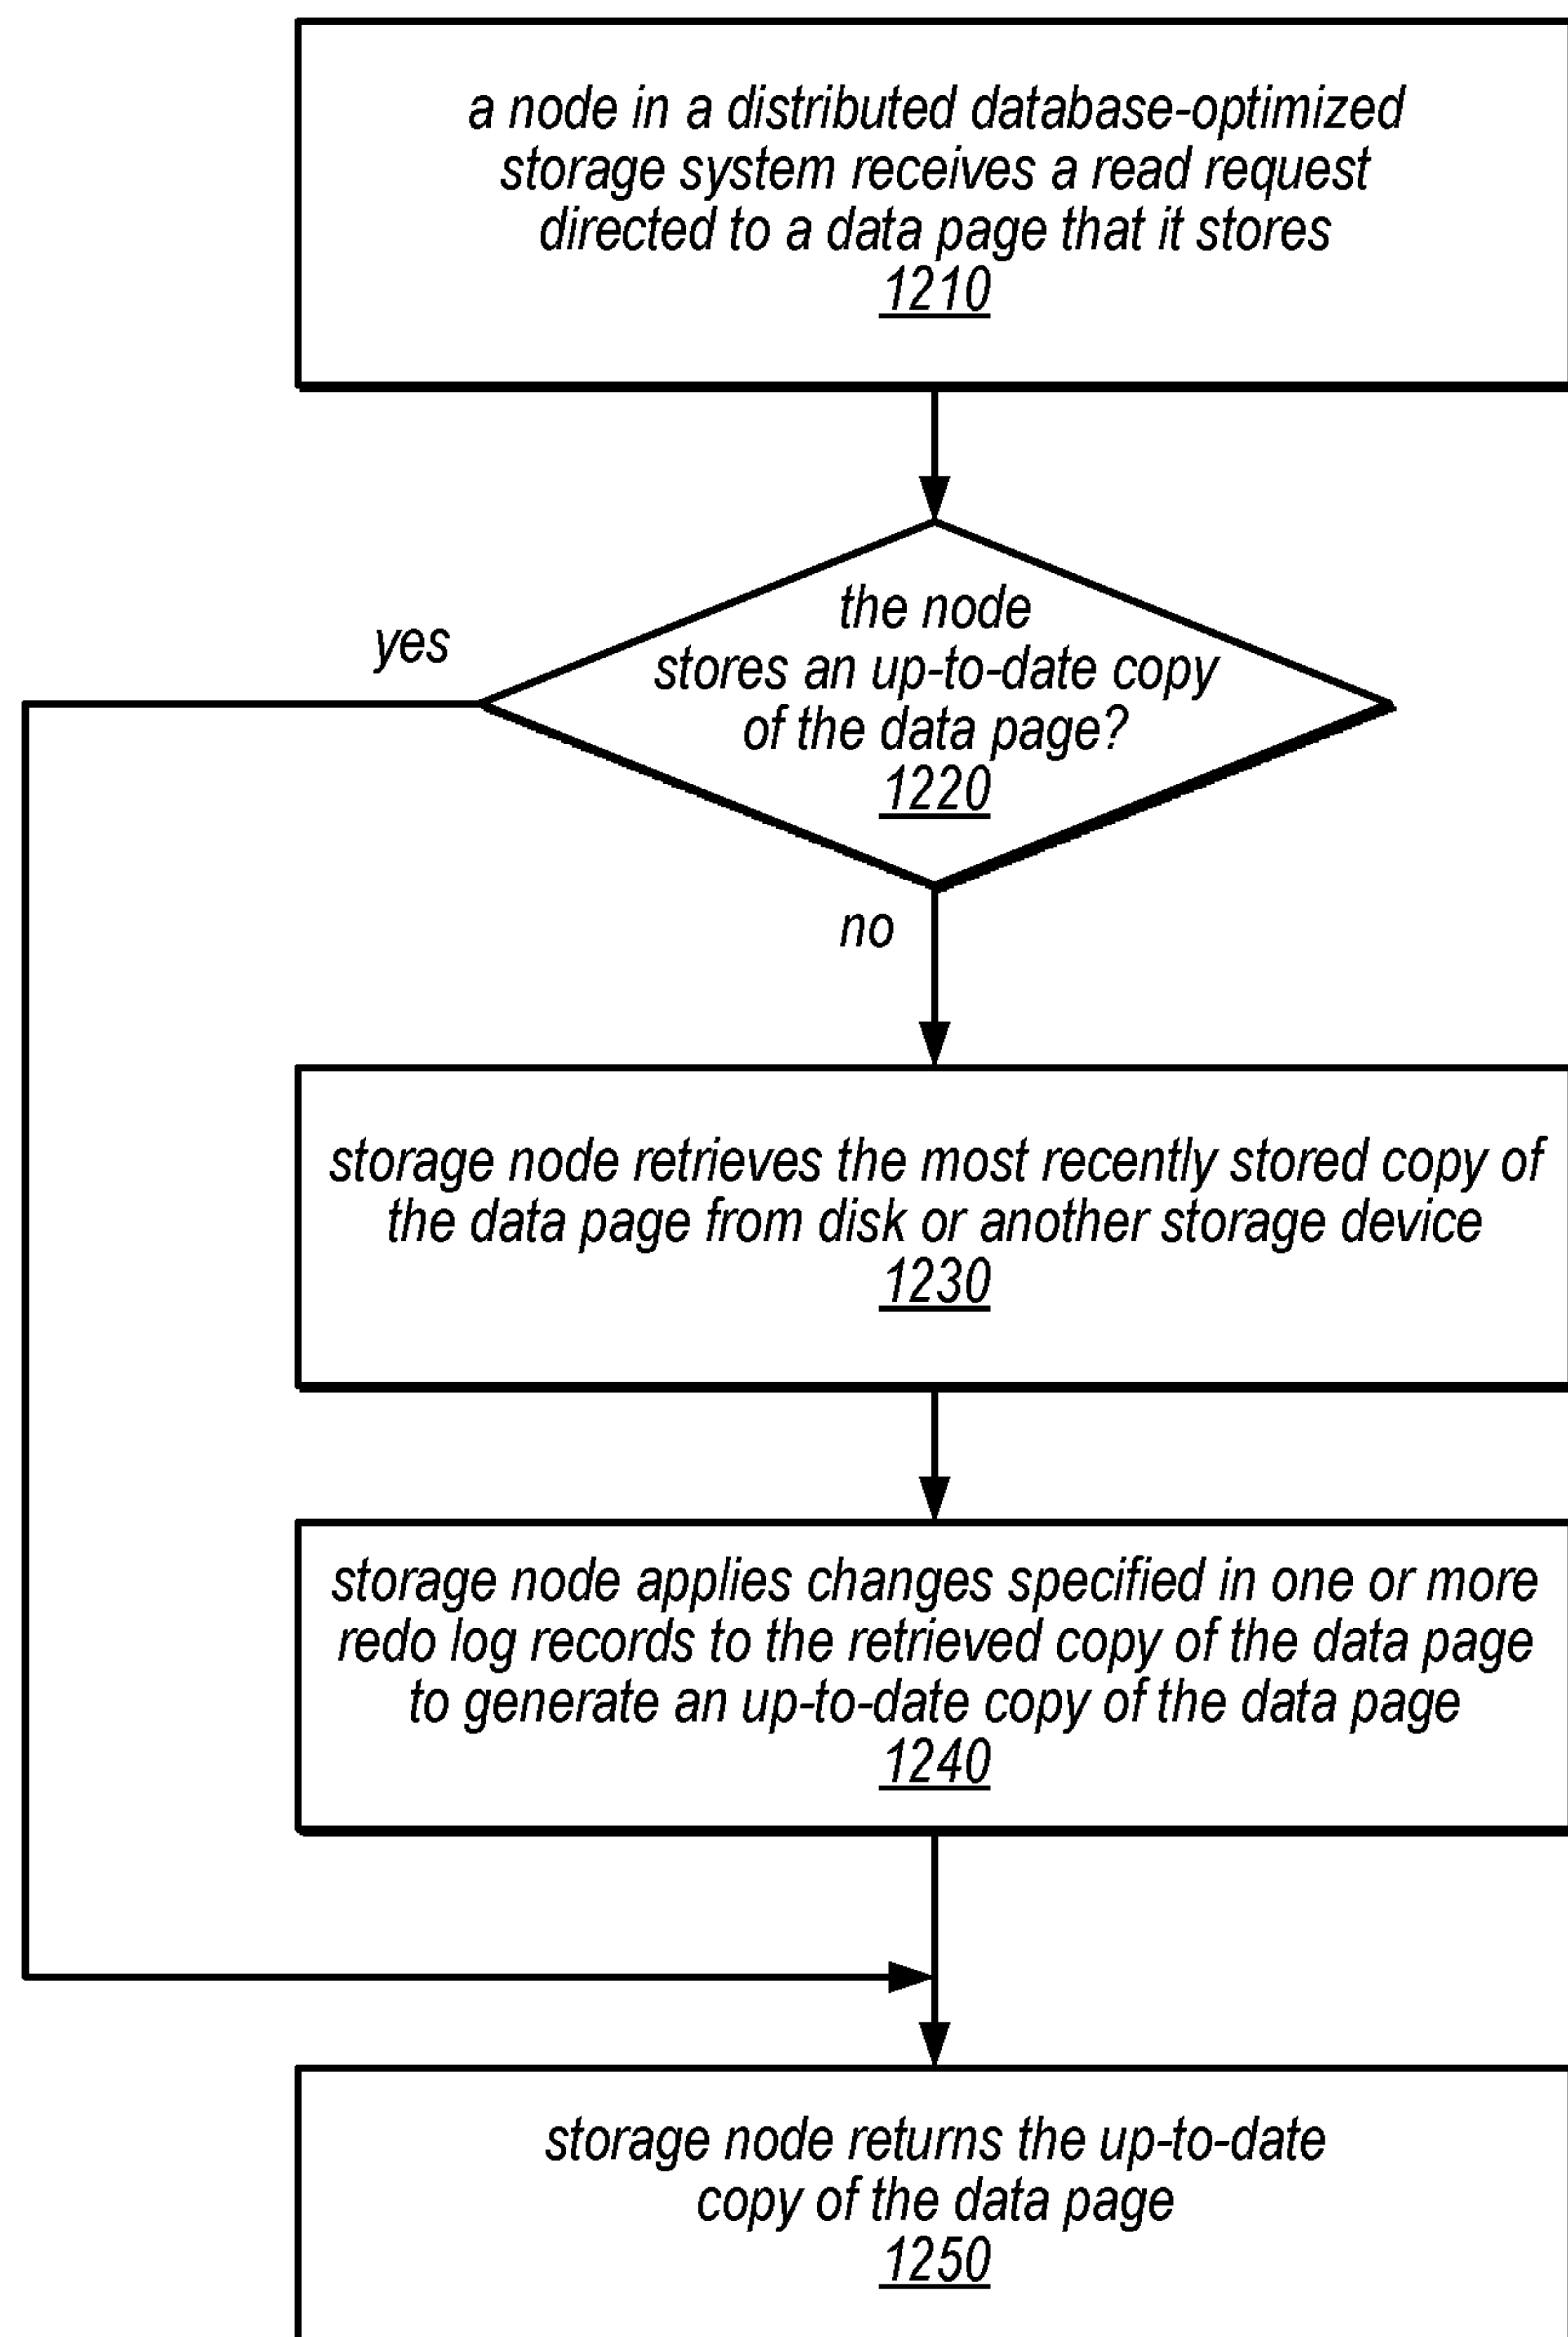 a node in a distributed database-optimized
storage system receives a read request
directed to a data page that it stores
1210
the node
stores an up-to-date copy
of the data page?
1220
yes
no
storage node retrieves the most recently stored copy of
the data page from disk or another storage device
1230
storage node applies changes specified in one or more
redo log records to the retrieved copy of the data page
to generate an up-to-date copy of the data page
1240
storage node returns the up-to-date
copy of the data page
1250